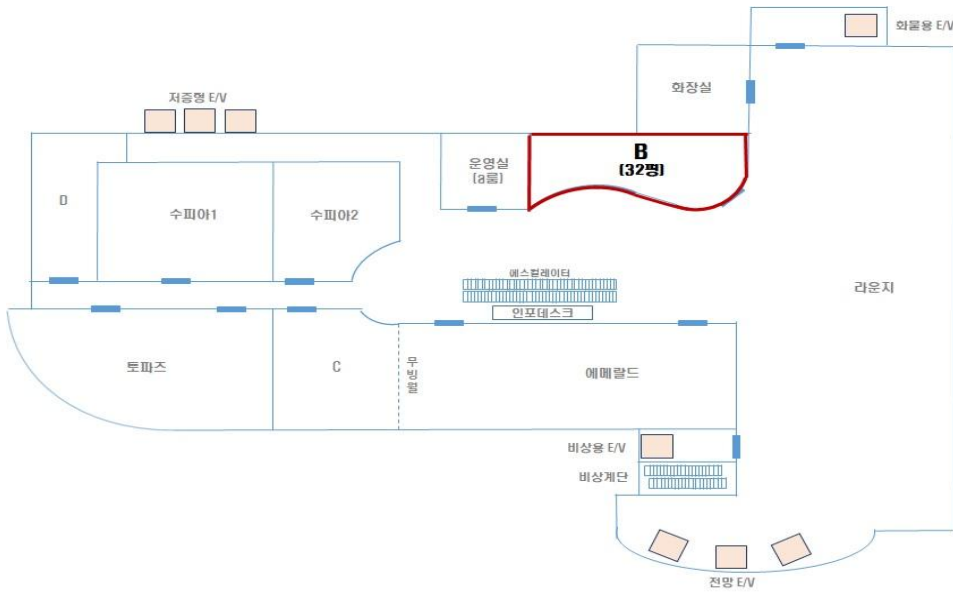 화물용 E/V
화장실
저층형 E/V
운영실
(a룸)
B
(32평)
D
수피아1
수피아2
에스컬레이터
인포데스크
라운지
토파즈
C
무빙월
에메랄드
비상용 E/V
비상계단
전망 E/V